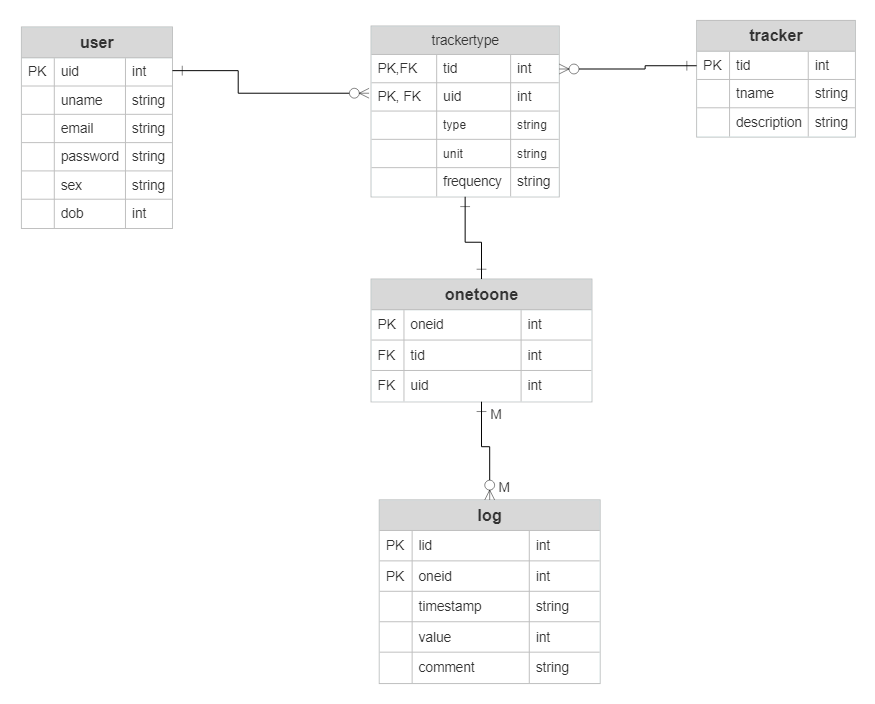 user
PK uid int
uname string
email string
password string
sex string
dob int
trackertype
PK,FK tid int
PK, FK uid int
type string
unit string
frequency string
tracker
PK tid int
tname string
description string
onetoone
PK oneid int
FK tid int
FK uid int
M
M
log
PK lid int
PK oneid int
timestamp string
value int
comment string